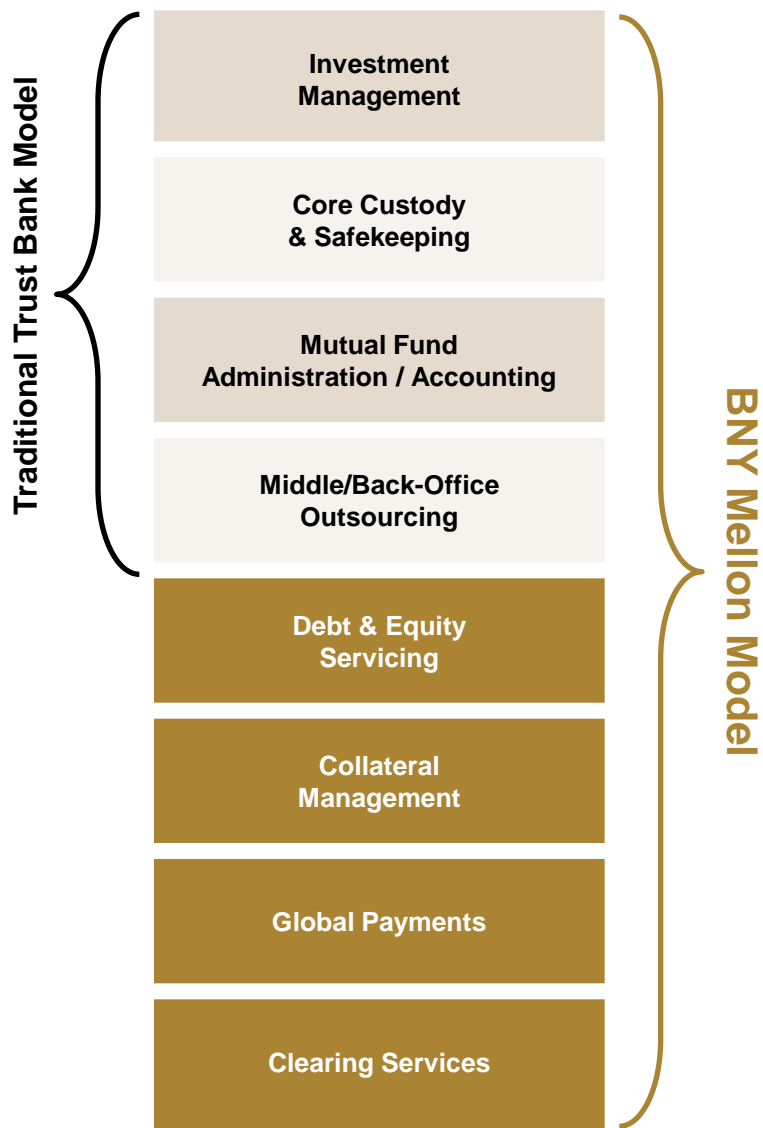 Traditional Trust Bank Model
Investment
Management
Core Custody
& Safekeeping
Mutual Fund
Administration / Accounting
Middle/Back-Office
Outsourcing
Debt & Equity
Servicing
Collateral
Management
Global Payments
Clearing Services
BNY Mellon Model